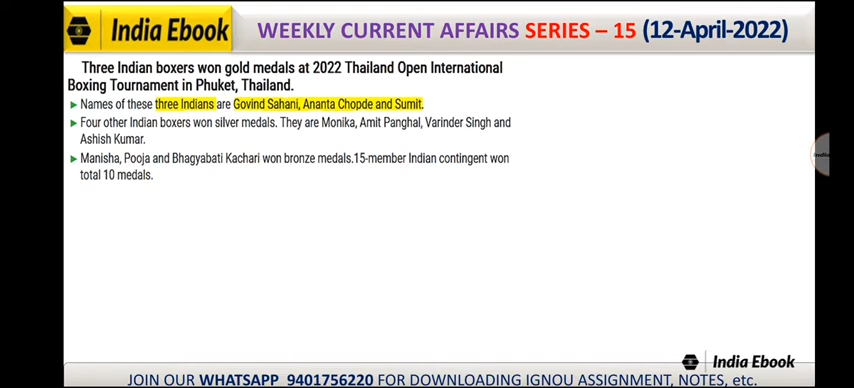 India Ebook WEEKLY CURRENT AFFAIRS SERIES – 15 (12-April-2022)
Three Indian boxers won gold medals at 2022 Thailand Open International
Boxing Tournament in Phuket, Thailand.
Names of these three Indians are Govind Sahani, Ananta Chopde and Sumit.
Four other Indian boxers won silver medals. They are Monika, Amit Panghal, Varinder Singh and
Ashish Kumar.
Manisha, Pooja and Bhagyabati Kachari won bronze medals.15-member Indian contingent won
total 10 medals.
India Ebook
JOIN OUR WHATSAPP 9401756220 FOR DOWNLOADING IGNOU ASSIGNMENT, NOTES, etc.